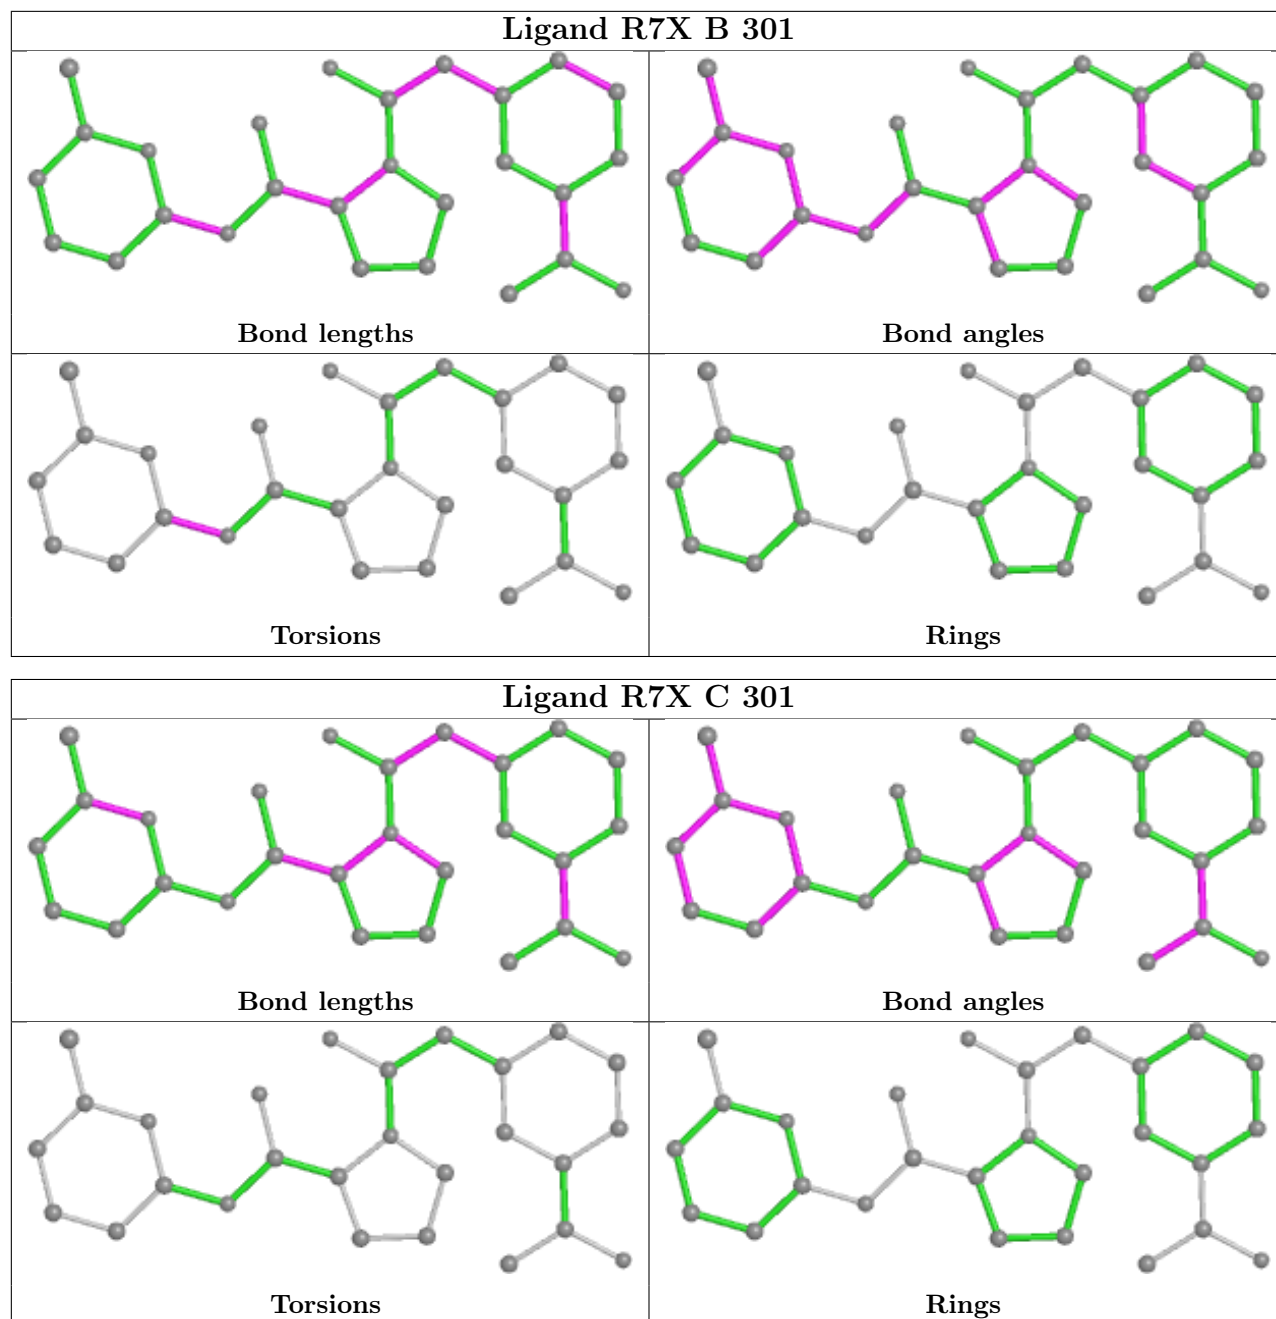 Ligand R7X B 301
Bond lengths
Bond angles
Torsions
Rings
Ligand R7X C 301
Bond lengths
Bond angles
Torsions
Rings